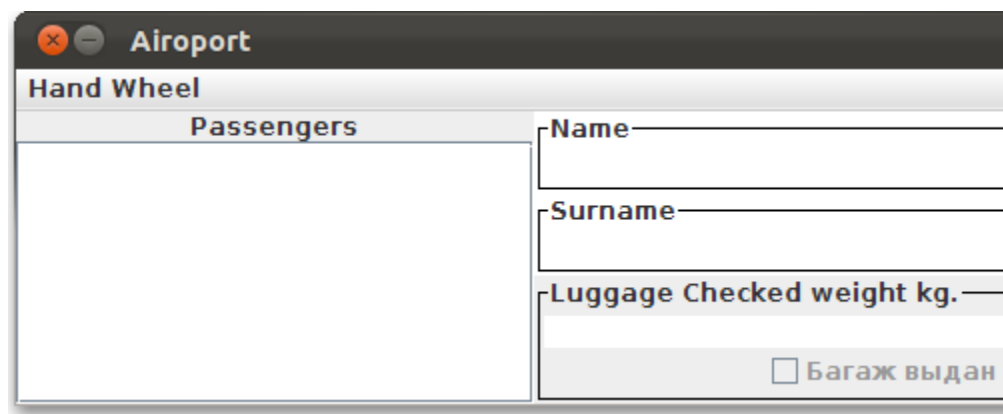 Airoport
Hand Wheel
Passengers
Name
Surname
Luggage Checked weight kg.
Багаж выдан